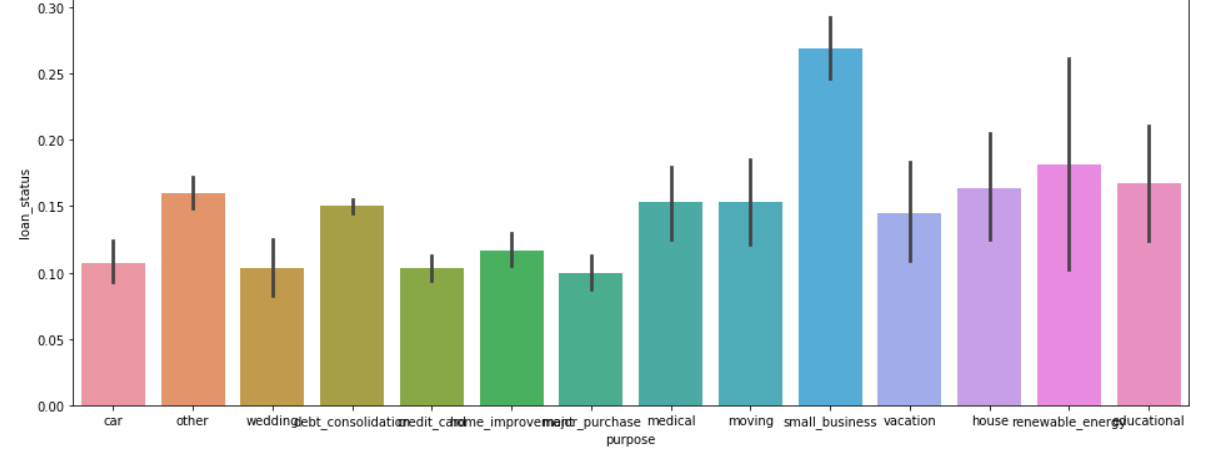 0.30
0.25
0.20
0.15
0.10
0.05
0.00
loan_status
car other wedding debt_consolidation credit_card home_improvement major_purchase medical moving small_business vacation house renewable_energy educational
purpose